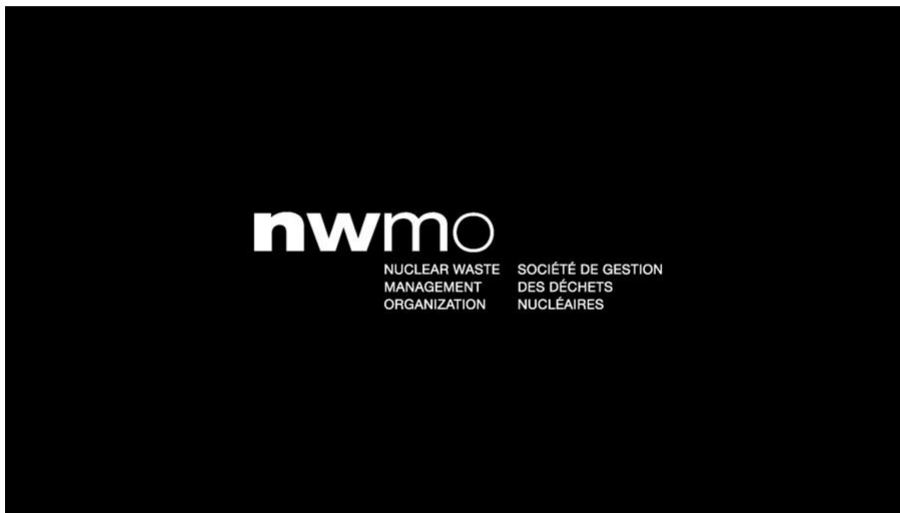 nwmo
NUCLEAR WASTE
MANAGEMENT
ORGANIZATION
SOCIÉTÉ DE GESTION
DES DÉCHETS
NUCLÉAIRES